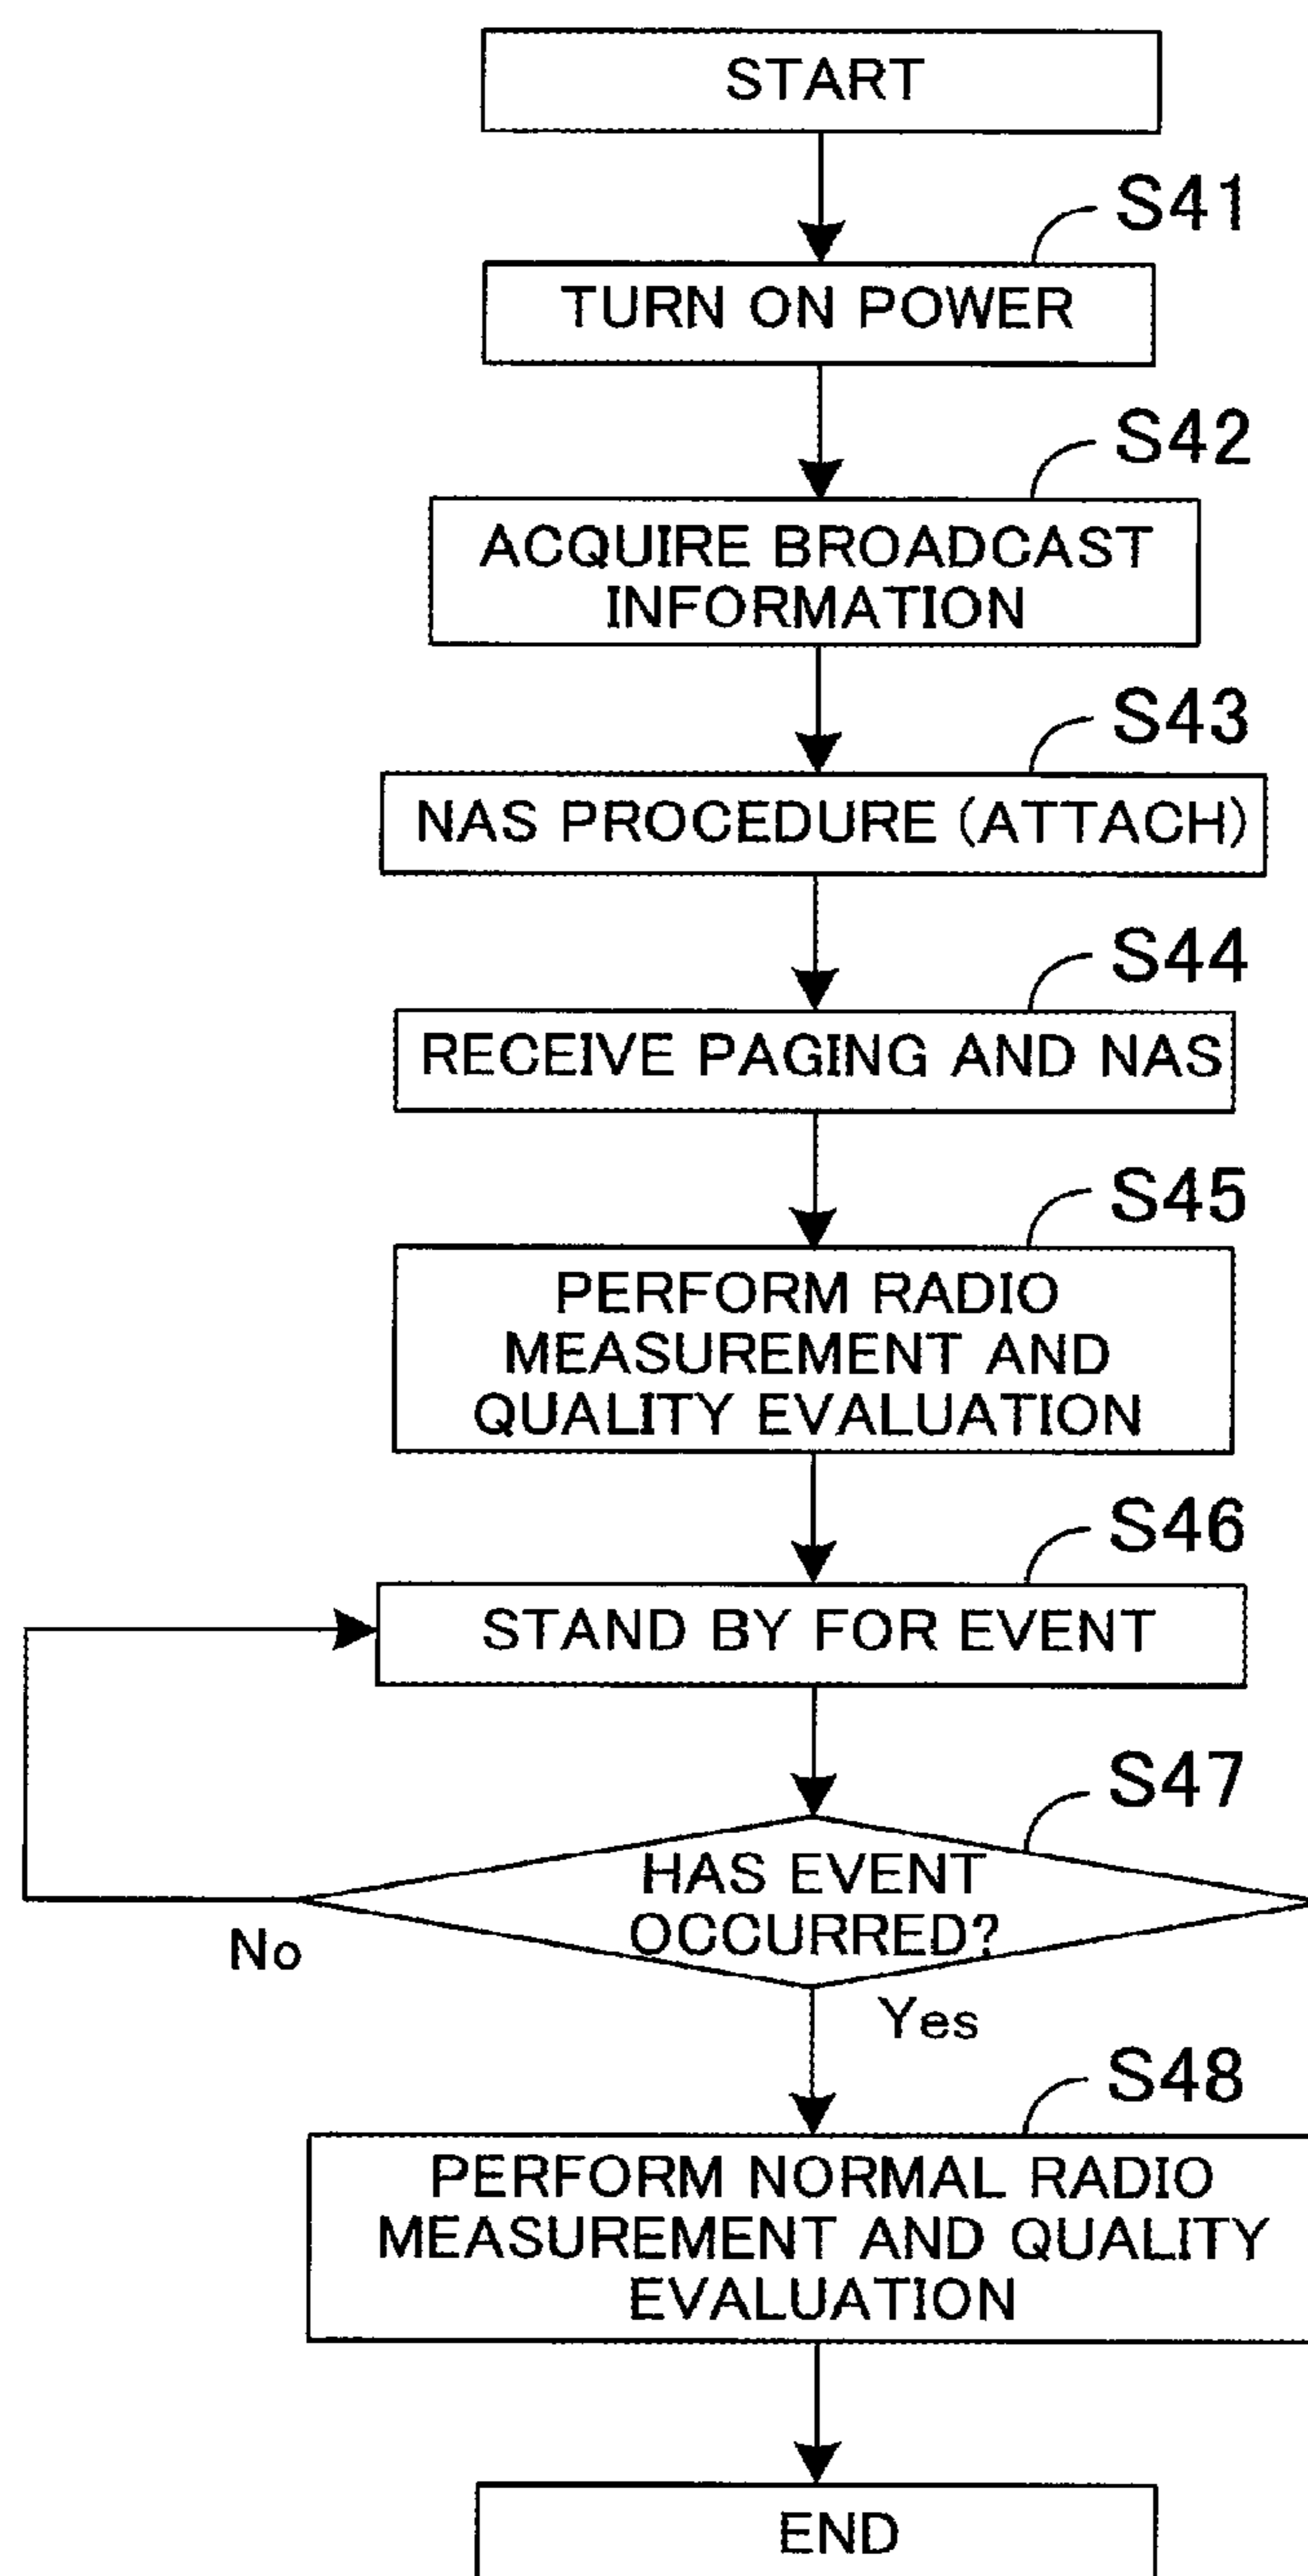 START
S41
TURN ON POWER
S42
ACQUIRE BROADCAST
INFORMATION
S43
NAS PROCEDURE (ATTACH)
S44
RECEIVE PAGING AND NAS
S45
PERFORM RADIO
MEASUREMENT AND
QUALITY EVALUATION
S46
STAND BY FOR EVENT
S47
HAS EVENT
OCCURRED?
No
Yes
S48
PERFORM NORMAL RADIO
MEASUREMENT AND QUALITY
EVALUATION
END